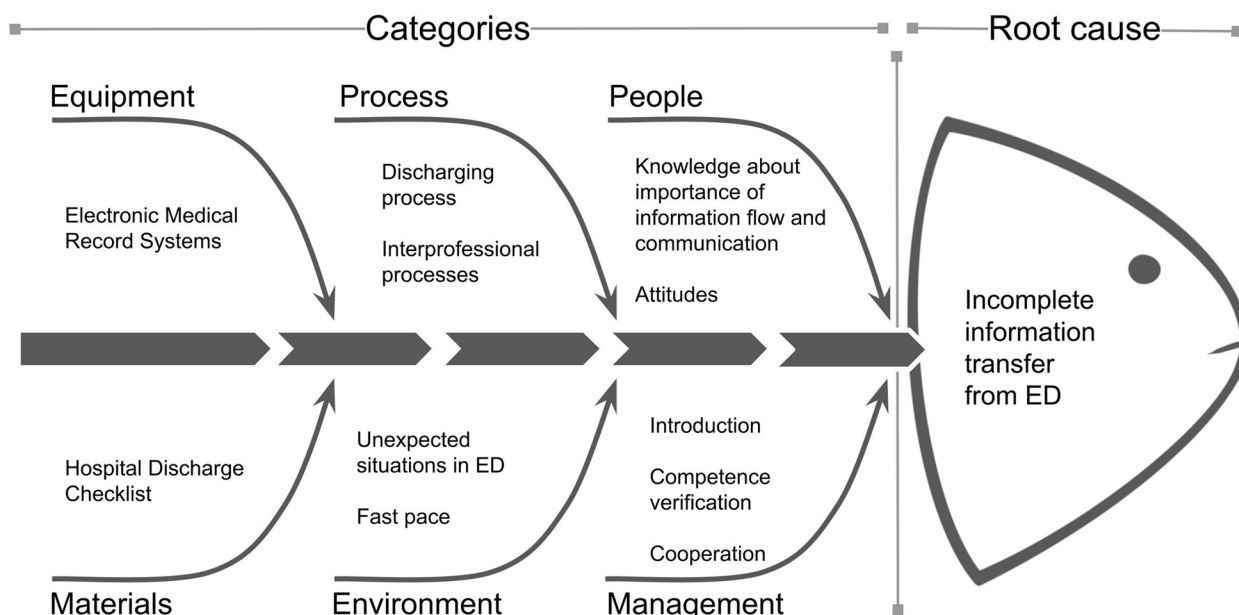 Categories
Root cause
Equipment
Process
People
Electronic Medical
Record Systems
Discharging
process
Interprofessional
processes
Knowledge about
importance of
information flow and
communication
Attitudes
Incomplete
information
transfer
from ED
Hospital Discharge
Checklist
Unexpected
situations in ED
Fast pace
Introduction
Competence
verification
Cooperation
Materials
Environment
Management